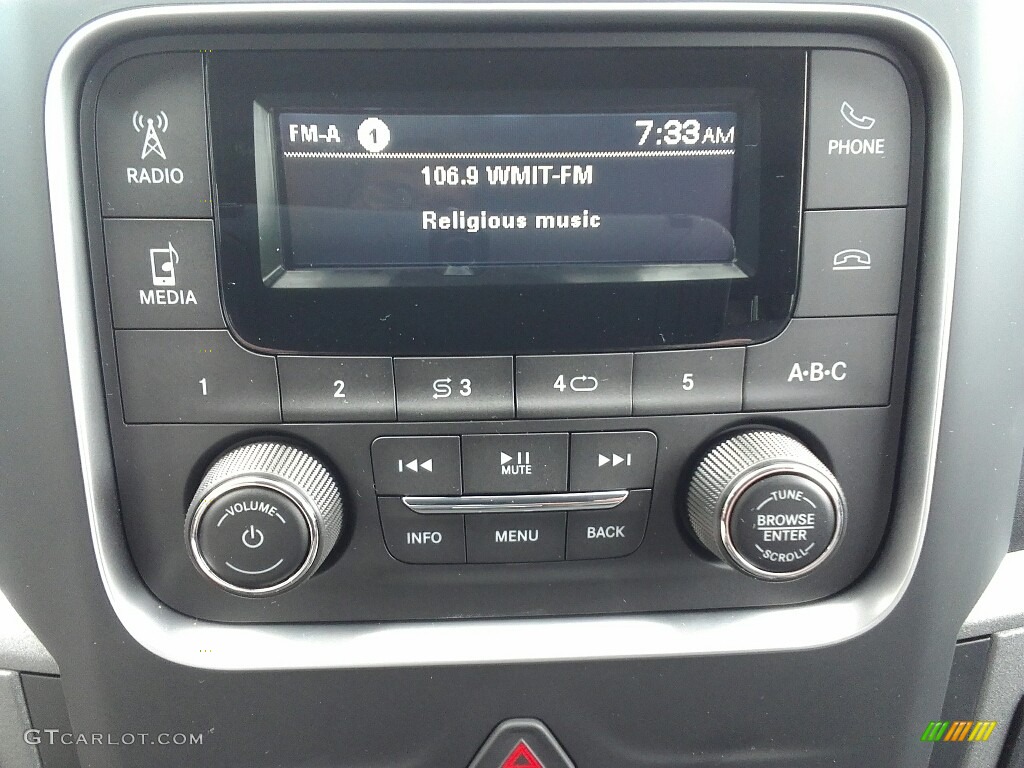 FM-A 1 7:33AM
106.9 WMIT-FM
Religious music
RADIO
PHONE
MEDIA
1 2 3 4 5 A·B·C
MUTE
VOLUME
INFO MENU BACK
TUNE
BROWSE
ENTER
SCROLL
GTCARLOT.COM